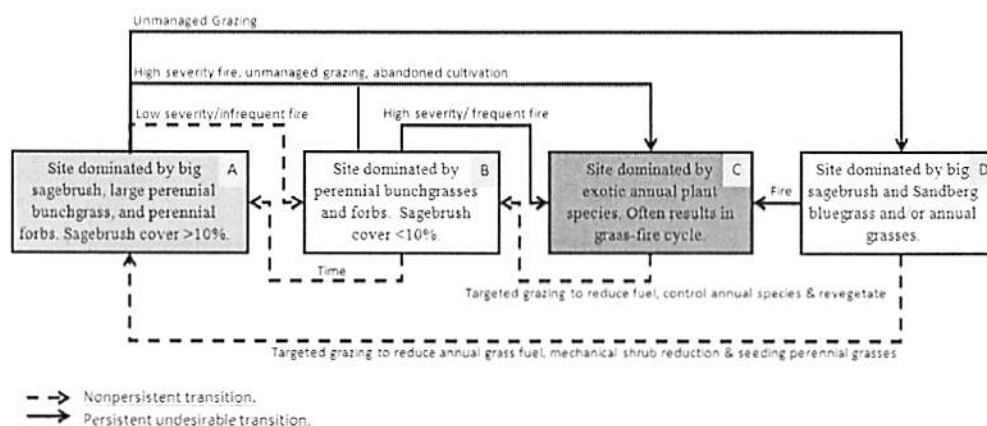 Unmanaged Grazing
High severity fire, unmanaged grazing, abandoned cultivation
Low severity/infrequent fire
High severity/ frequent fire
Site dominated by big
sagebrush, large perennial
bunchgrass, and perennial
forbs. Sagebrush cover >10%.
A
Site dominated by
perennial bunchgrasses
and forbs. Sagebrush
cover <10%.
B
Site dominated by
exotic annual plant
species. Often results in
grass-fire cycle.
C
Fire
Site dominated by big
sagebrush and Sandberg
bluegrass and/or annual
grasses.
D
Time
Targeted grazing to reduce fuel, control annual species & revegetate
Targeted grazing to reduce annual grass fuel, mechanical shrub reduction & seeding perennial grasses
Nonpersistent transition.
Persistent undesirable transition.